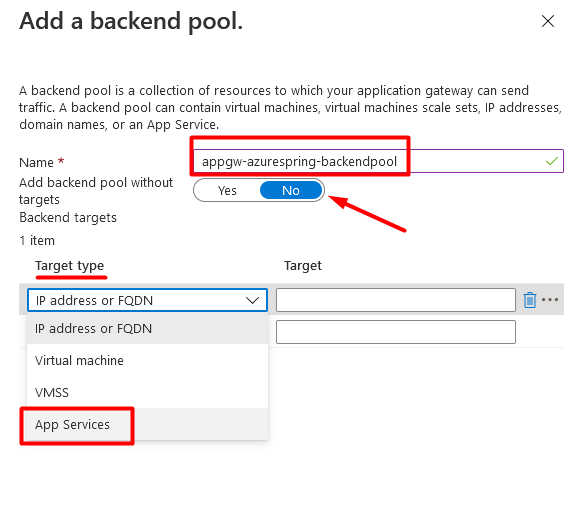 Add a backend pool.
A backend pool is a collection of resources to which your application gateway can send
traffic. A backend pool can contain virtual machines, virtual machines scale sets, IP addresses,
domain names, or an App Service.
Name *
appgw-azurespring-backendpool
Add backend pool without
targets
Yes
No
Backend targets
1 item
Target type
Target
IP address or FQDN
IP address or FQDN
Virtual machine
VMSS
App Services